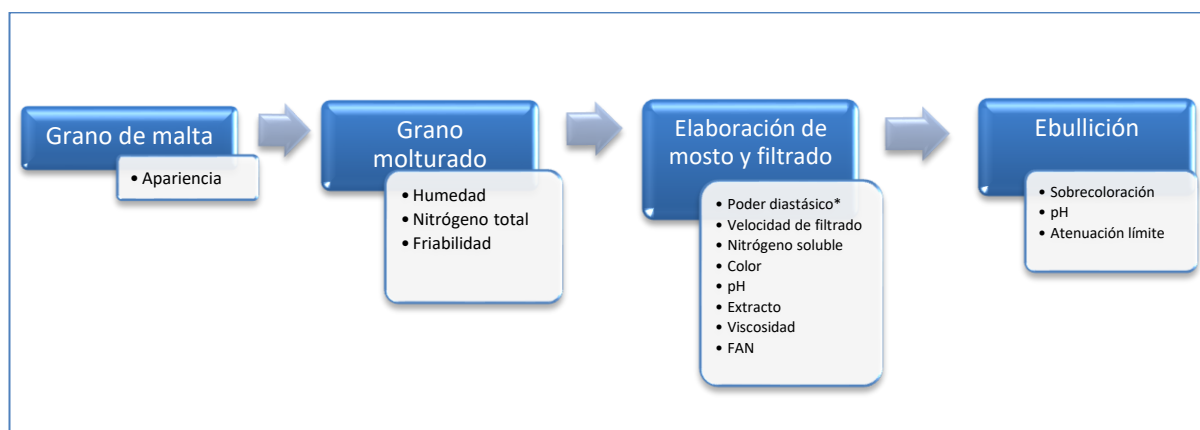 Grano de malta
• Apariencia
Grano
molturado
• Humedad
• Nitrógeno total
• Friabilidad
Elaboración de
mosto y filtrado
• Poder diastásico*
• Velocidad de filtrado
• Nitrógeno soluble
• Color
• pH
• Extracto
• Viscosidad
• FAN
Ebullición
• Sobrecoloración
• pH
• Atenuación límite